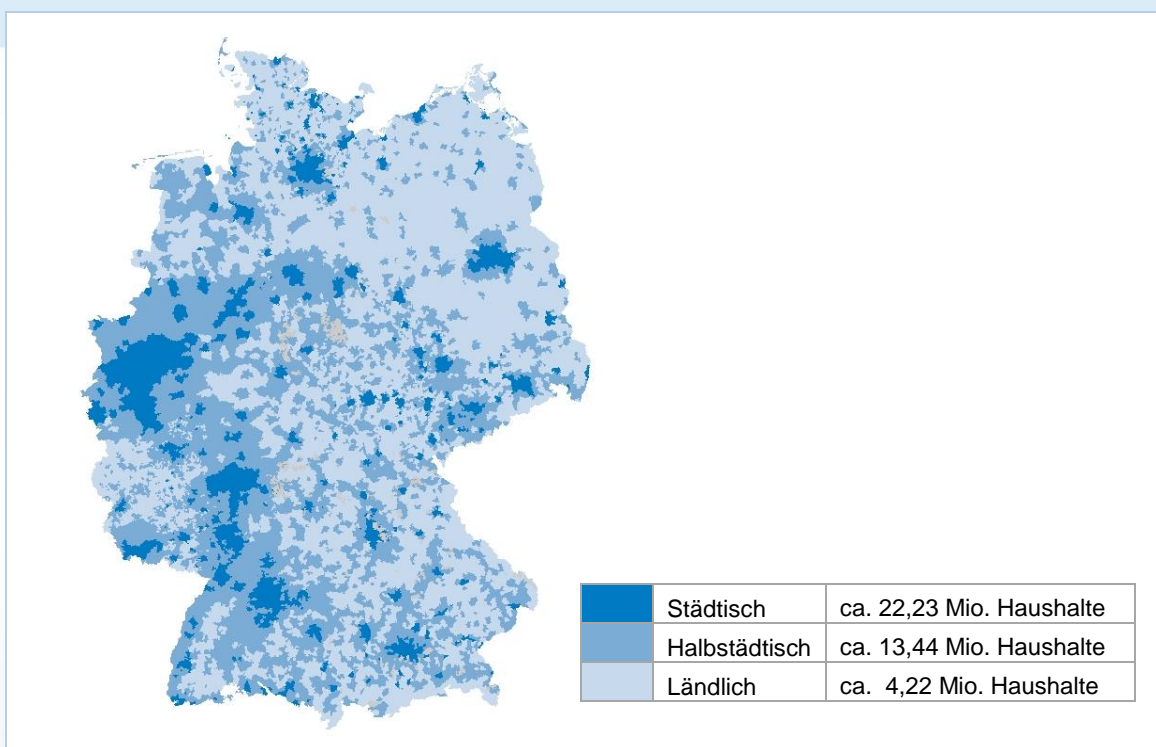 Städtisch ca. 22,23 Mio. Haushalte
Halbstädtisch ca. 13,44 Mio. Haushalte
Ländlich ca. 4,22 Mio. Haushalte